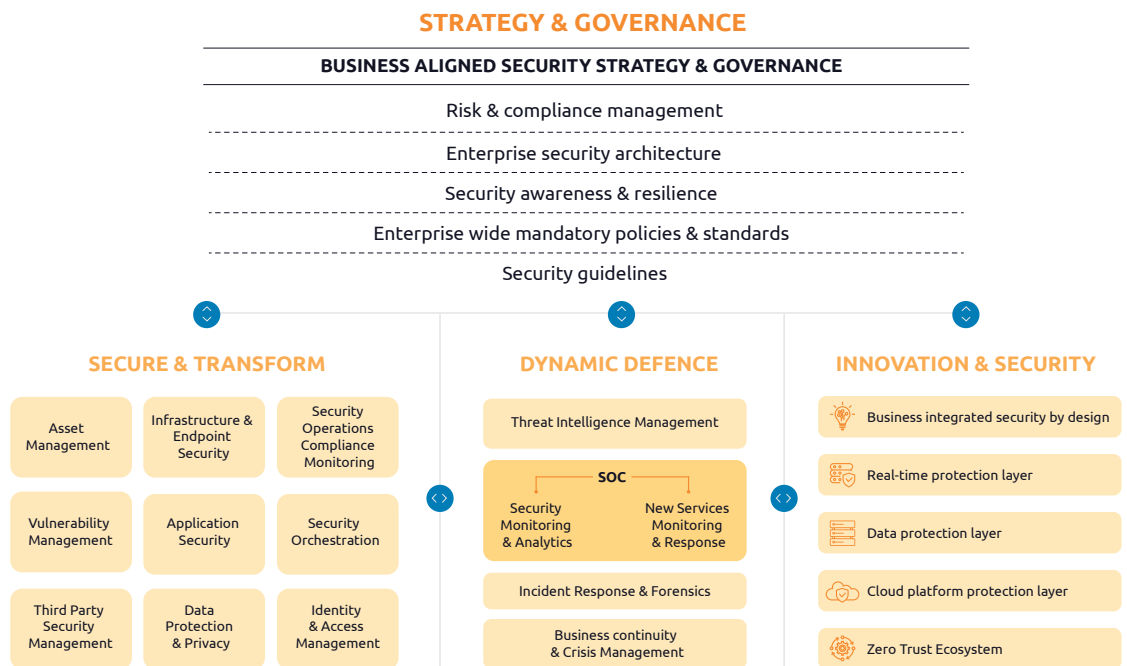 STRATEGY & GOVERNANCE
BUSINESS ALIGNED SECURITY STRATEGY & GOVERNANCE
Risk & compliance management
Enterprise security architecture
Security awareness & resilience
Enterprise wide mandatory policies & standards
Security guidelines
SECURE & TRANSFORM
Asset
Management
Infrastructure &
Endpoint
Security
Security
Operations
Compliance
Monitoring
Vulnerability
Management
Application
Security
Security
Orchestration
Third Party
Security
Management
Data
Protection
& Privacy
Identity
& Access
Management
DYNAMIC DEFENCE
Threat Intelligence Management
SOC
Security
Monitoring
& Analytics
New Services
Monitoring
& Response
Incident Response & Forensics
Business continuity
& Crisis Management
INNOVATION & SECURITY
Business integrated security by design
Real-time protection layer
Data protection layer
Cloud platform protection layer
Zero Trust Ecosystem